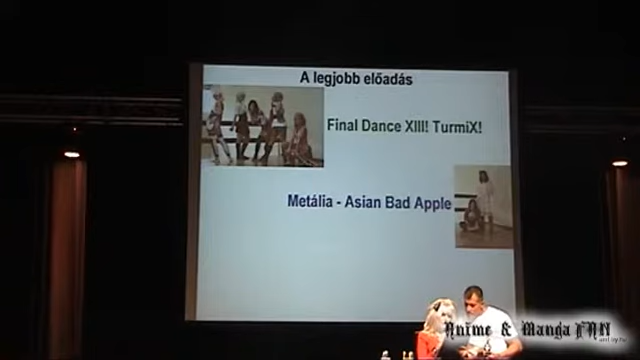 A legjobb előadás
Final Dance XIII! TurmiX!
Metália - Asian Bad Apple
Anime & Manga FAN